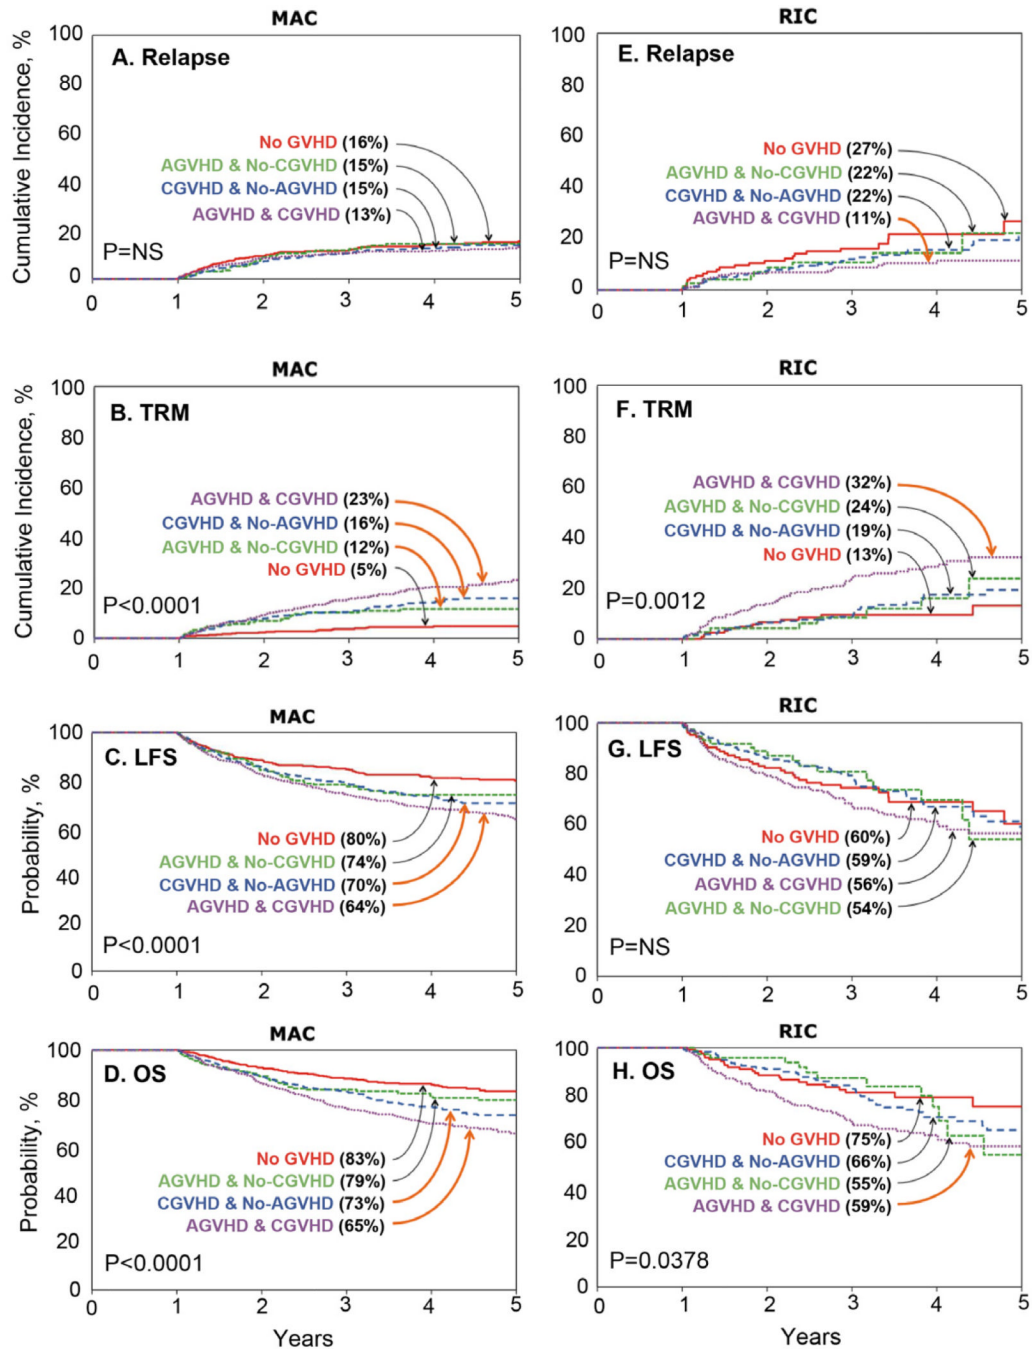 MAC
Cumulative Incidence, %
100
80
60
40
20
0
A. Relapse
No GVHD (16%)
AGVHD & No-CGVHD (15%)
CGVHD & No-AGVHD (15%)
AGVHD & CGVHD (13%)
P=NS
0 1 2 3 4 5
RIC
100
80
60
40
20
0
E. Relapse
No GVHD (27%)
AGVHD & No-CGVHD (22%)
CGVHD & No-AGVHD (22%)
AGVHD & CGVHD (11%)
P=NS
0 1 2 3 4 5
MAC
Cumulative Incidence, %
100
80
60
40
20
0
B. TRM
AGVHD & CGVHD (23%)
CGVHD & No-AGVHD (16%)
AGVHD & No-CGVHD (12%)
No GVHD (5%)
P<0.0001
0 1 2 3 4 5
RIC
100
80
60
40
20
0
F. TRM
AGVHD & CGVHD (32%)
AGVHD & No-CGVHD (24%)
CGVHD & No-AGVHD (19%)
No GVHD (13%)
P=0.0012
0 1 2 3 4 5
MAC
Probability, %
100
80
60
40
20
0
C. LFS
No GVHD (80%)
AGVHD & No-CGVHD (74%)
CGVHD & No-AGVHD (70%)
AGVHD & CGVHD (64%)
P<0.0001
0 1 2 3 4 5
RIC
100
80
60
40
20
0
G. LFS
No GVHD (60%)
CGVHD & No-AGVHD (59%)
AGVHD & CGVHD (56%)
AGVHD & No-CGVHD (54%)
P=NS
0 1 2 3 4 5
MAC
Probability, %
100
80
60
40
20
0
D. OS
No GVHD (83%)
AGVHD & No-CGVHD (79%)
CGVHD & No-AGVHD (73%)
AGVHD & CGVHD (65%)
P<0.0001
0 1 2 3 4 5
Years
RIC
100
80
60
40
20
0
H. OS
No GVHD (75%)
CGVHD & No-AGVHD (66%)
AGVHD & No-CGVHD (55%)
AGVHD & CGVHD (59%)
P=0.0378
0 1 2 3 4 5
Years